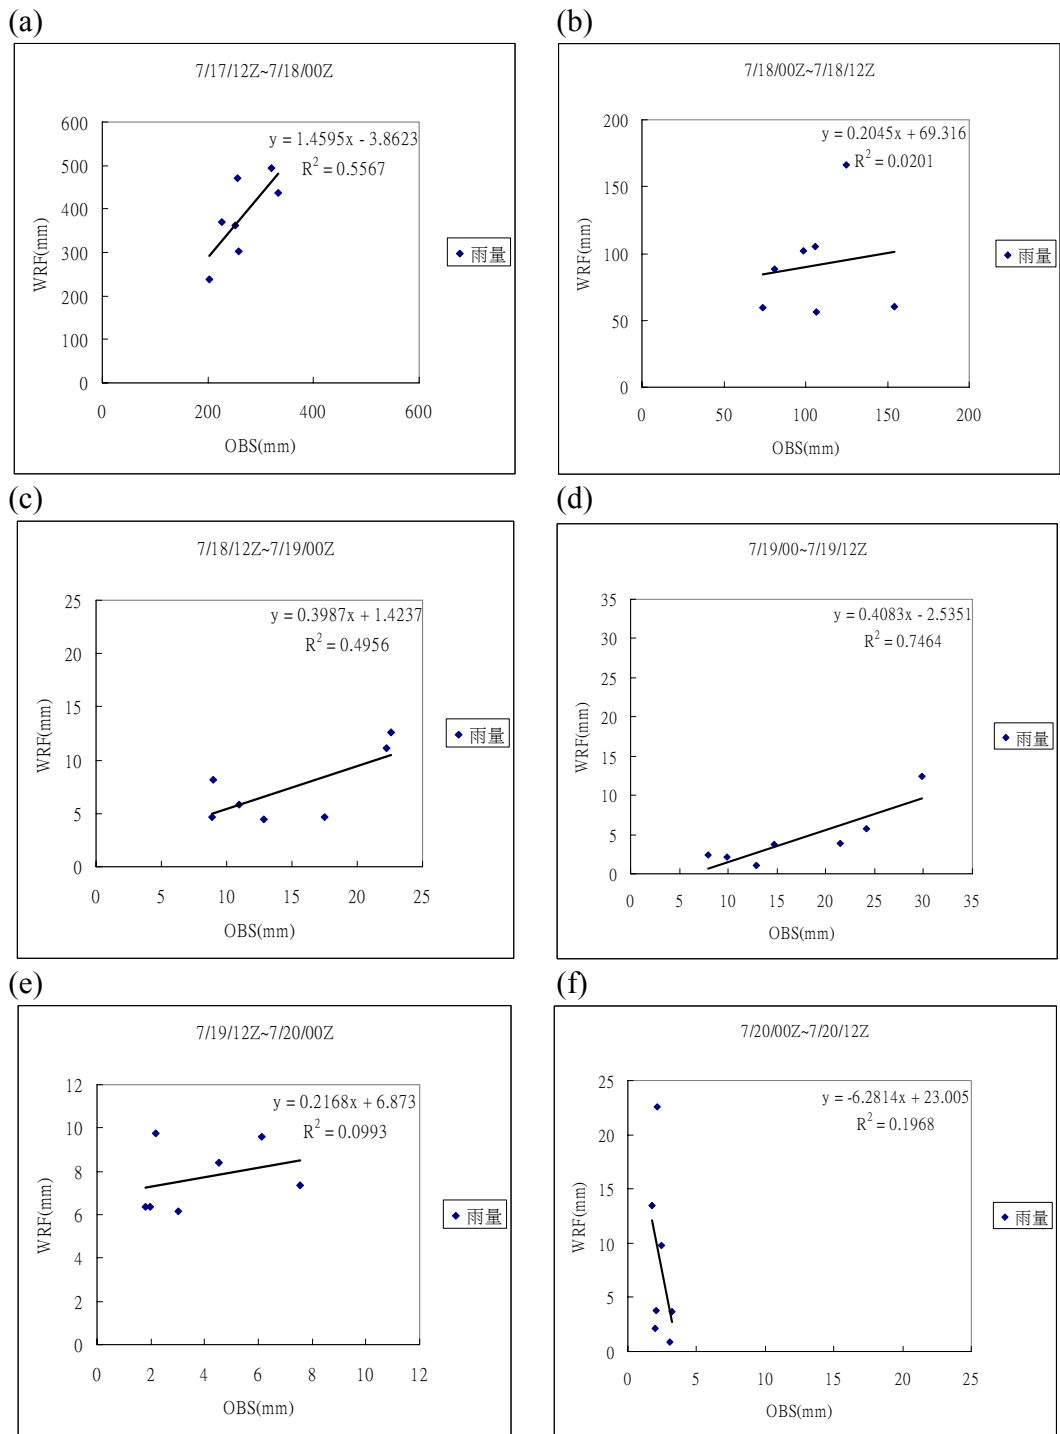 (a)
7/17/12Z~7/18/00Z
y = 1.4595x - 3.8623
R² = 0.5567
600
500
400
300
200
100
0
WRF(mm)
0 200 400 600
OBS(mm)
雨量
(b)
7/18/00Z~7/18/12Z
y = 0.2045x + 69.316
R² = 0.0201
200
150
100
50
0
WRF(mm)
0 50 100 150 200
OBS(mm)
雨量
(c)
7/18/12Z~7/19/00Z
y = 0.3987x + 1.4237
R² = 0.4956
25
20
15
10
5
0
WRF(mm)
0 5 10 15 20 25
OBS(mm)
雨量
(d)
7/19/00~7/19/12Z
y = 0.4083x - 2.5351
R² = 0.7464
35
30
25
20
15
10
5
0
WRF(mm)
0 5 10 15 20 25 30 35
OBS(mm)
雨量
(e)
7/19/12Z~7/20/00Z
y = 0.2168x + 6.873
R² = 0.0993
12
10
8
6
4
2
0
WRF(mm)
0 2 4 6 8 10 12
OBS(mm)
雨量
(f)
7/20/00Z~7/20/12Z
y = -6.2814x + 23.005
R² = 0.1968
25
20
15
10
5
0
WRF(mm)
0 5 10 15 20 25
OBS(mm)
雨量